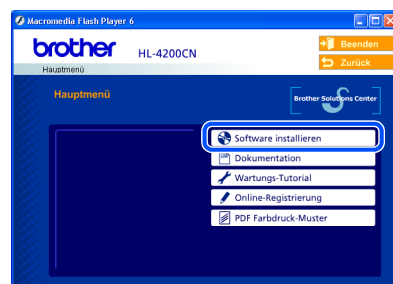 Macromedia Flash Player 6
brother
HL-4200CN
Beenden
Zurück
Hauptmenü
Hauptmenü
Brother Solutions Center
Software installieren
Dokumentation
Wartungs-Tutorial
Online-Registrierung
PDF Farbdruck-Muster